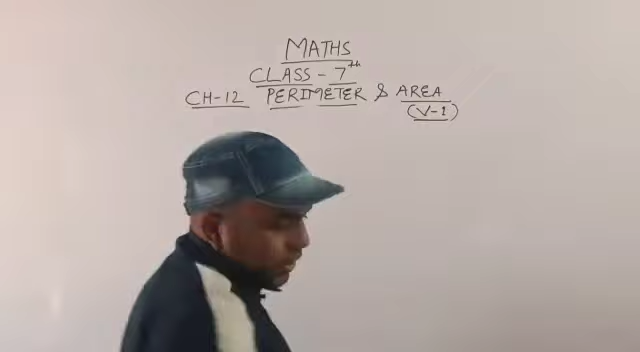 MATHS
CLASS - 7th
CH-12 PERIMETER & AREA
(V-1)